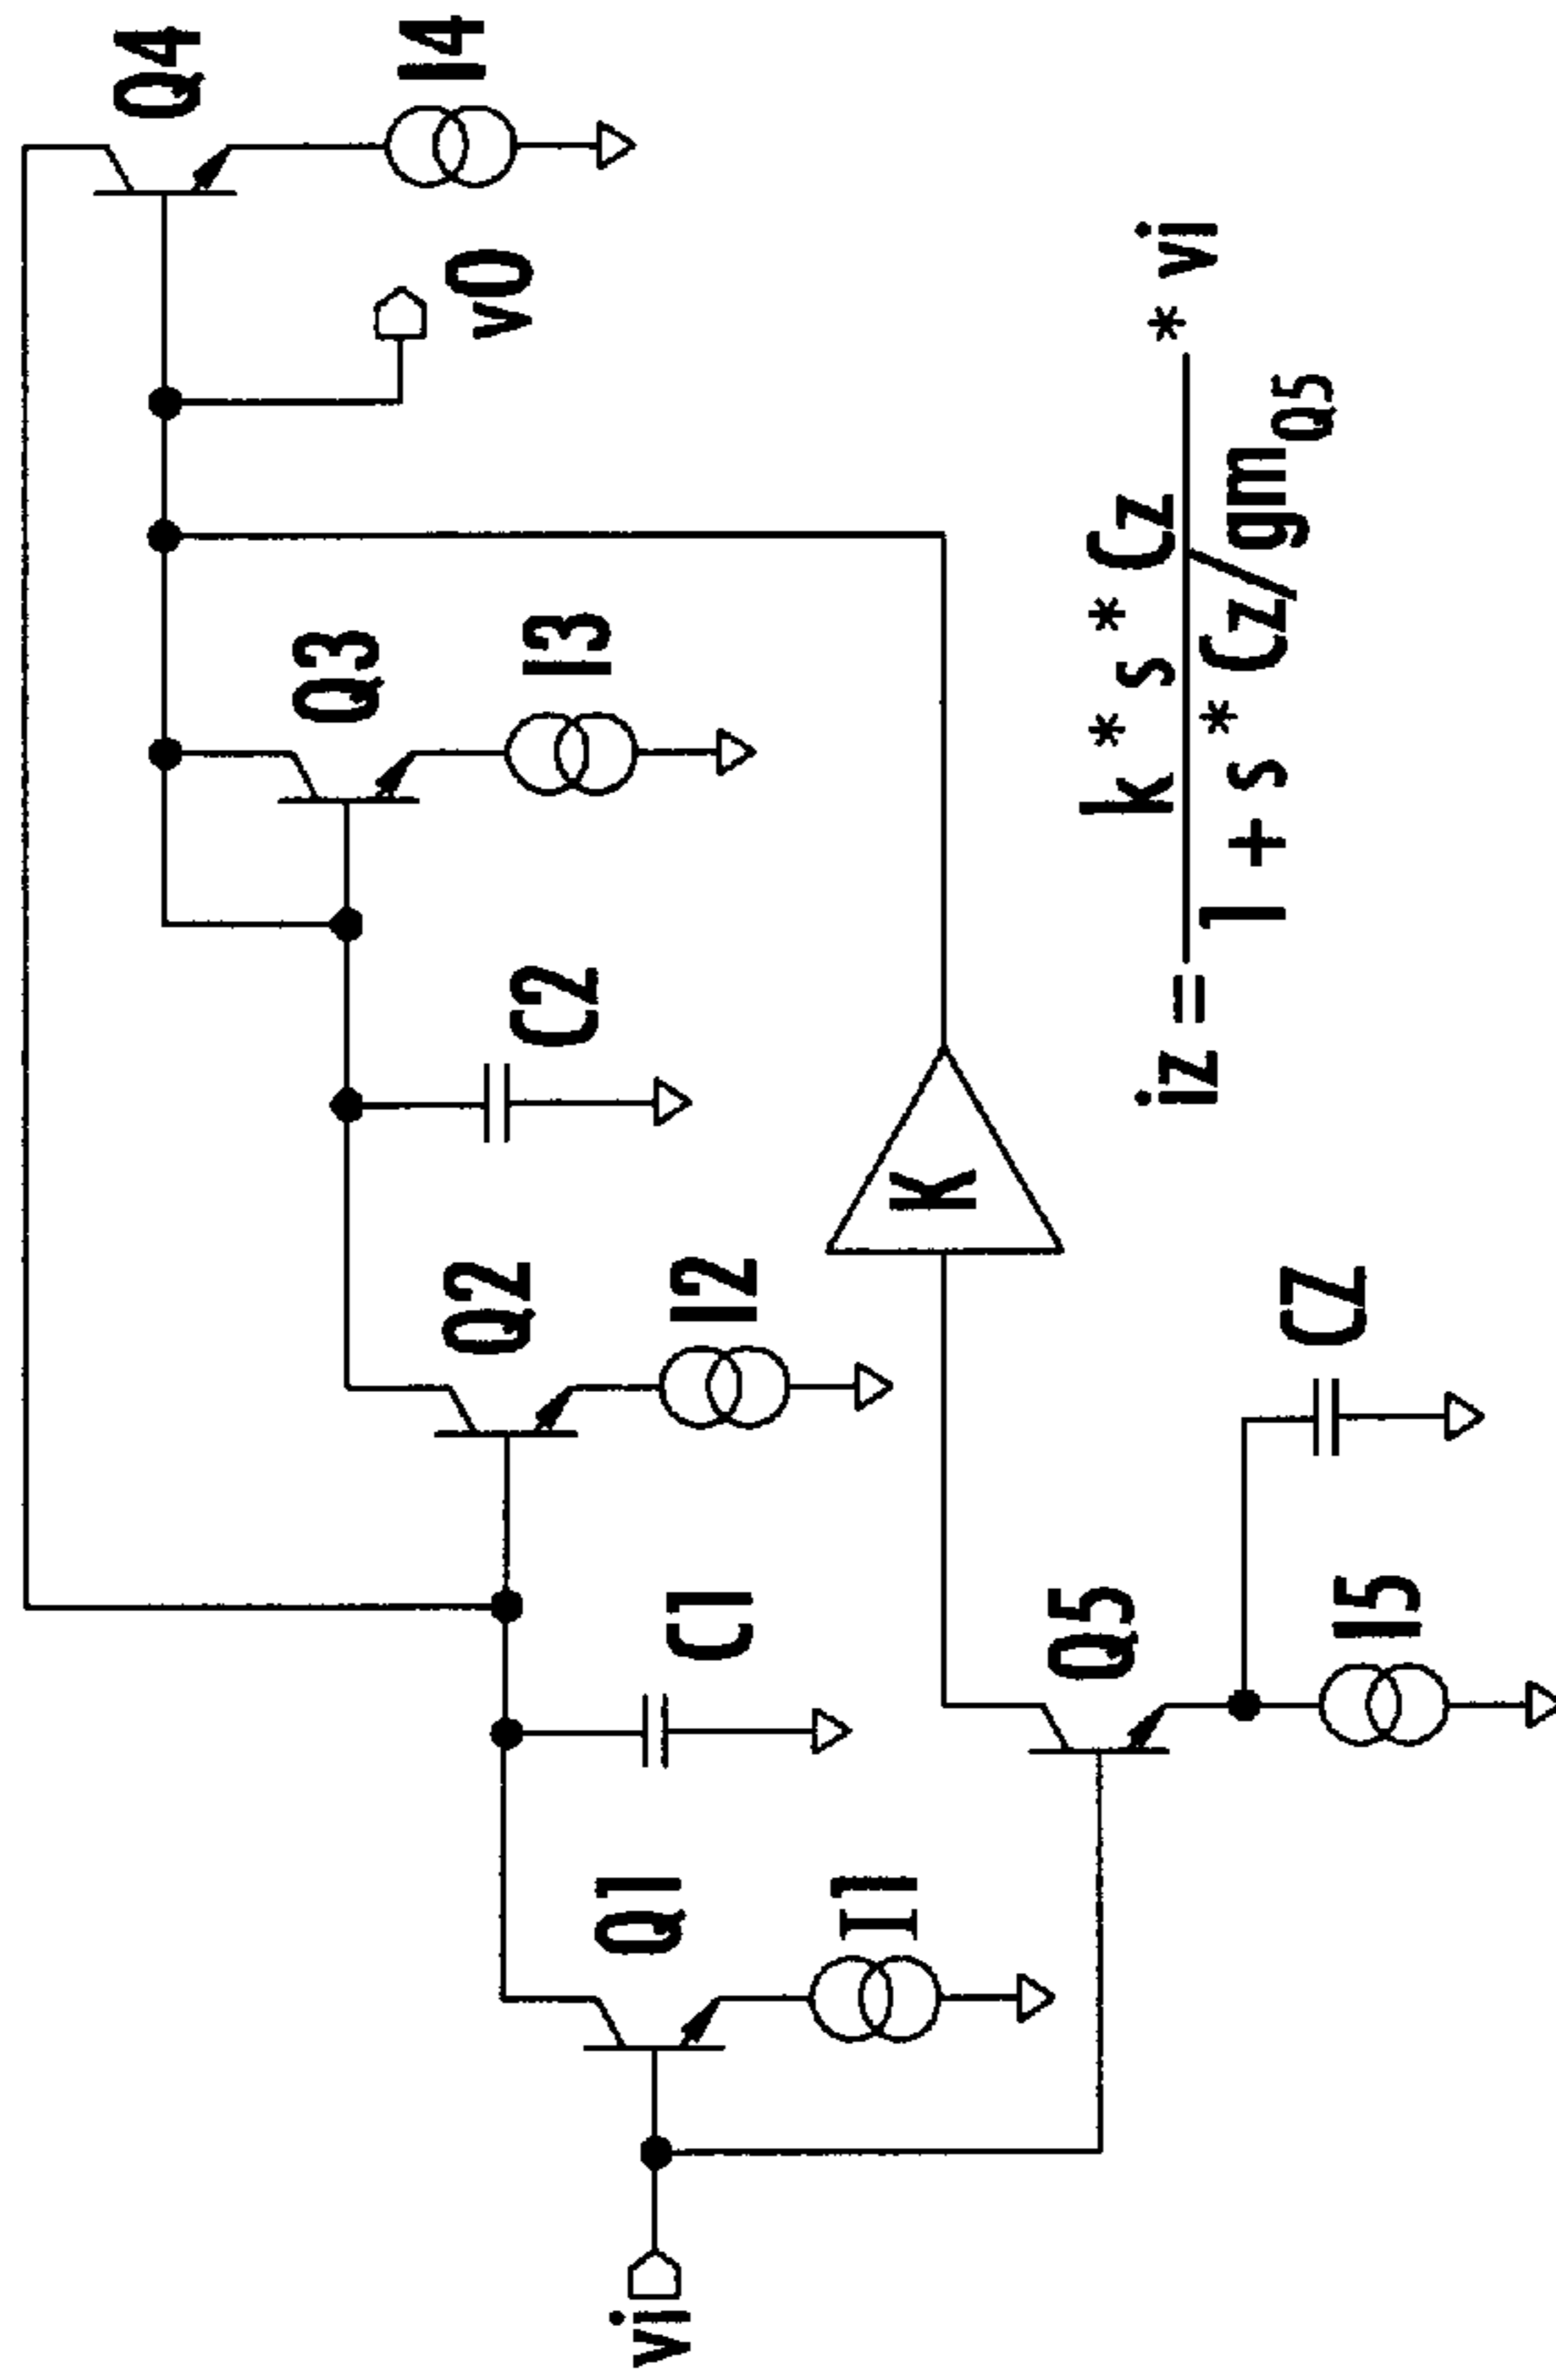 Q4
I4
v0
Q3
I3
C2
Q2
I2
K
C1
Q1
I1
Q5
I5
CZ
vi
iz = k * s * Cz / 1 + s * Cz/gmQ5 * vi